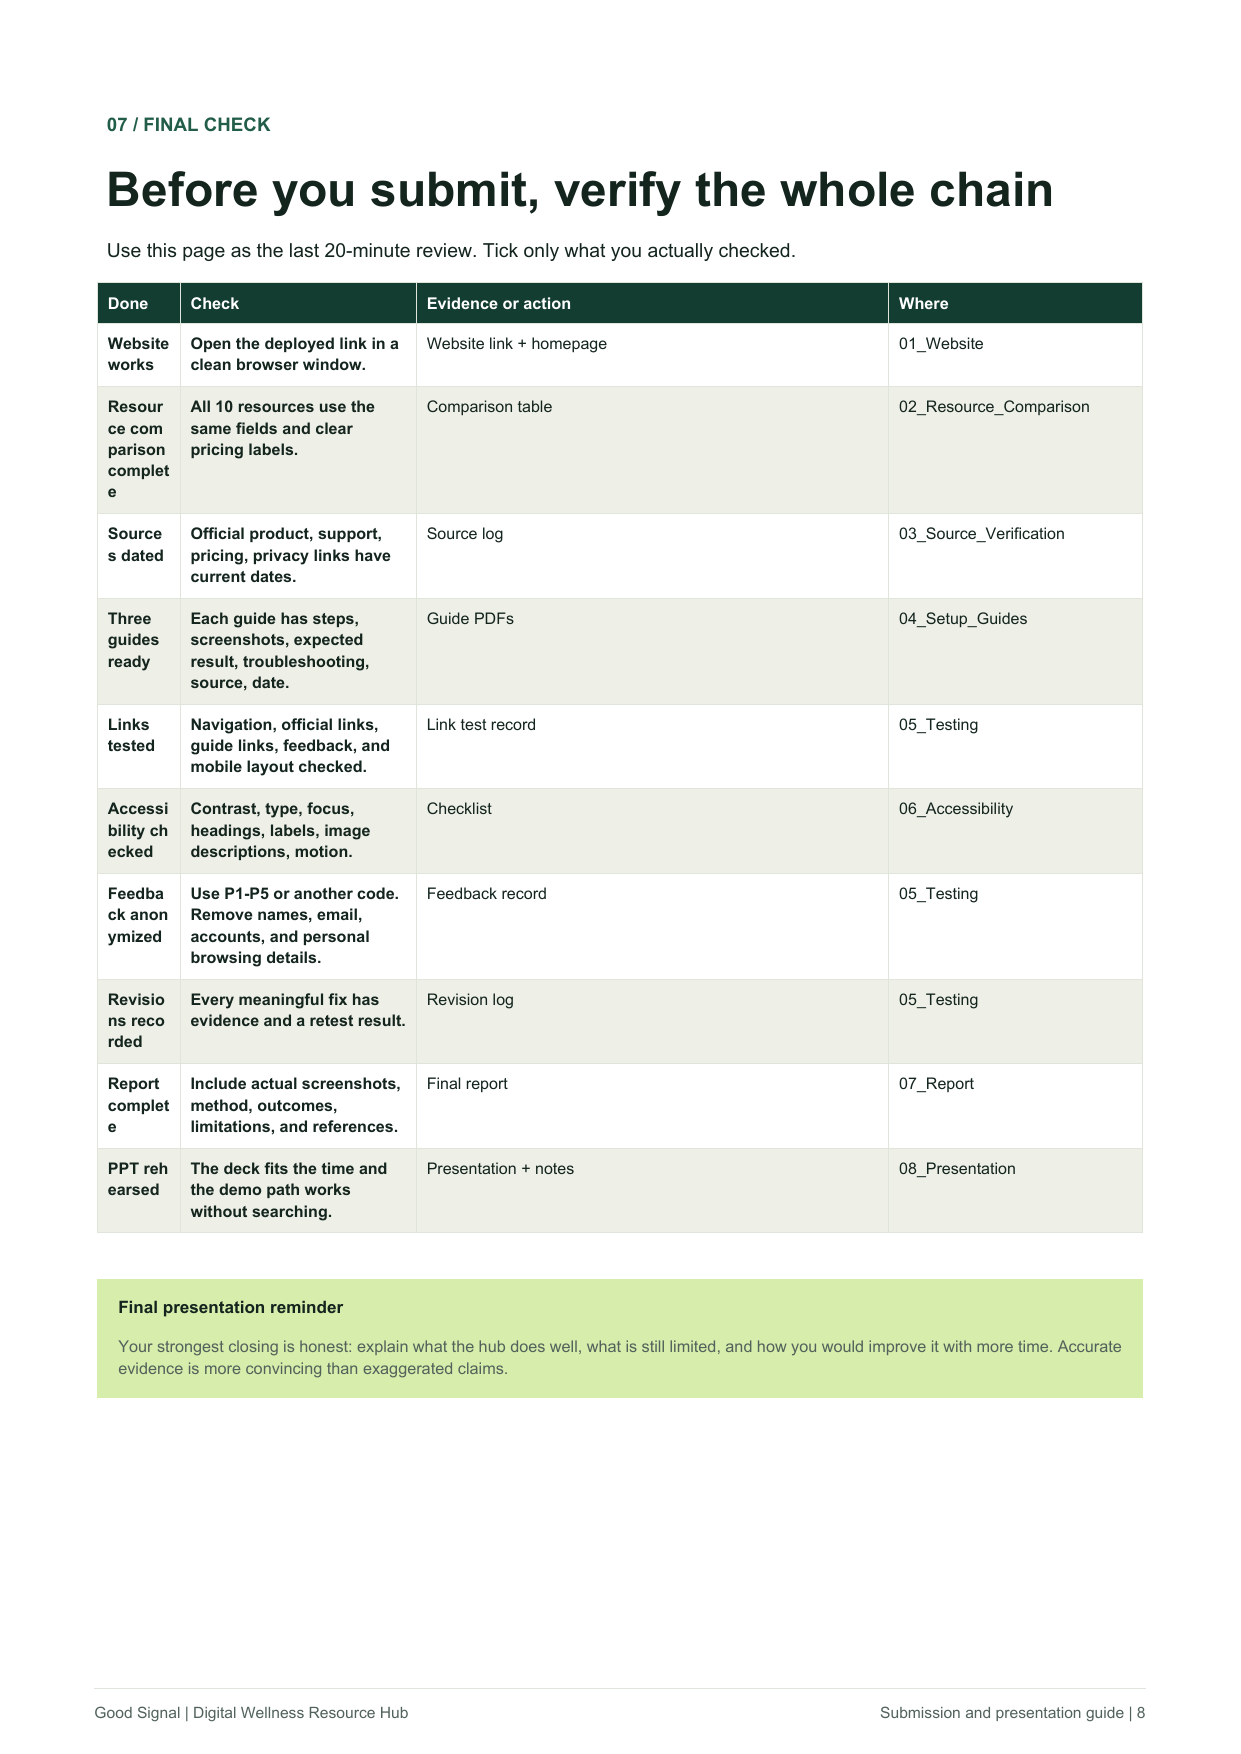 07 / FINAL CHECK
Before you submit, verify the whole chain
Use this page as the last 20-minute review. Tick only what you actually checked.
Done Check Evidence or action Where
Website Open the deployed link in a Website link + homepage 01_Website
works clean browser window.
Resour All 10 resources use the Comparison table 02_Resource_Comparison
ce com same fields and clear
parison pricing labels.
complet
e
Source Official product, support, Source log 03_Source_Verification
s dated pricing, privacy links have
current dates.
Three Each guide has steps, Guide PDFs 04_Setup_Guides
guides screenshots, expected
ready result, troubleshooting,
source, date.
Links Navigation, official links, Link test record 05_Testing
tested guide links, feedback, and
mobile layout checked.
Accessi Contrast, type, focus, Checklist 06_Accessibility
bility ch headings, labels, image
ecked descriptions, motion.
Feedba Use P1-P5 or another code. Feedback record 05_Testing
ck anon Remove names, email,
ymized accounts, and personal
browsing details.
Revisio Every meaningful fix has Revision log 05_Testing
ns reco evidence and a retest result.
rded
Report Include actual screenshots, Final report 07_Report
complet method, outcomes,
e limitations, and references.
PPT reh The deck fits the time and Presentation + notes 08_Presentation
earsed the demo path works
without searching.
Final presentation reminder
Your strongest closing is honest: explain what the hub does well, what is still limited, and how you would improve it with more time. Accurate
evidence is more convincing than exaggerated claims.
Good Signal | Digital Wellness Resource Hub Submission and presentation guide | 8